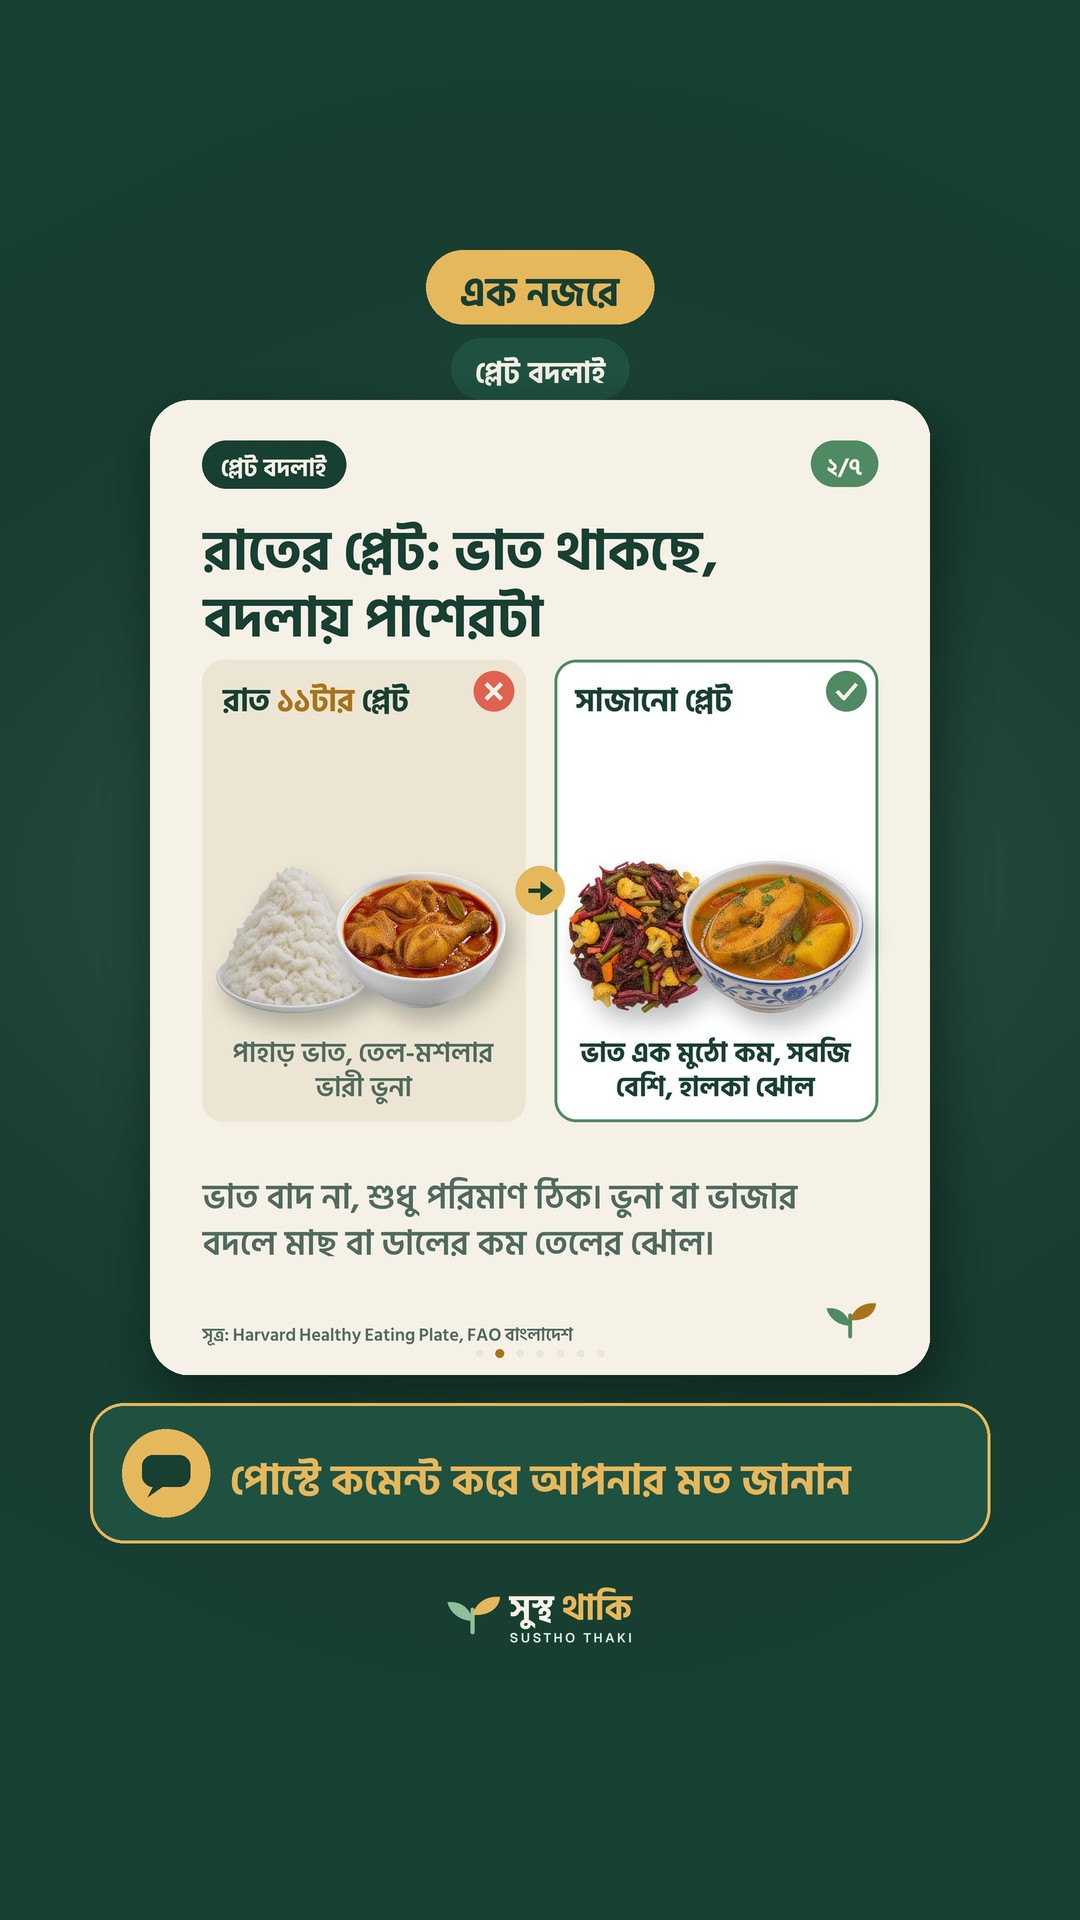 এক নজরে
প্লেট বদলাই
প্লেট বদলাই
২/৭
রাতের প্লেট: ভাত থাকছে,
বদলায় পাশেরটা
রাত ১১টার প্লেট
সাজানো প্লেট
পাহাড় ভাত, তেল-মশলার
ভারী ভুনা
ভাত এক মুঠো কম, সবজি
বেশি, হালকা ঝোল
ভাত বাদ না, শুধু পরিমাণ ঠিক। ভুনা বা ভাজার
বদলে মাছ বা ডালের কম তেলের ঝোল।
সূত্র: Harvard Healthy Eating Plate, FAO বাংলাদেশ
পোস্টে কমেন্ট করে আপনার মত জানান
সুস্থ থাকি
SUSTHO THAKI